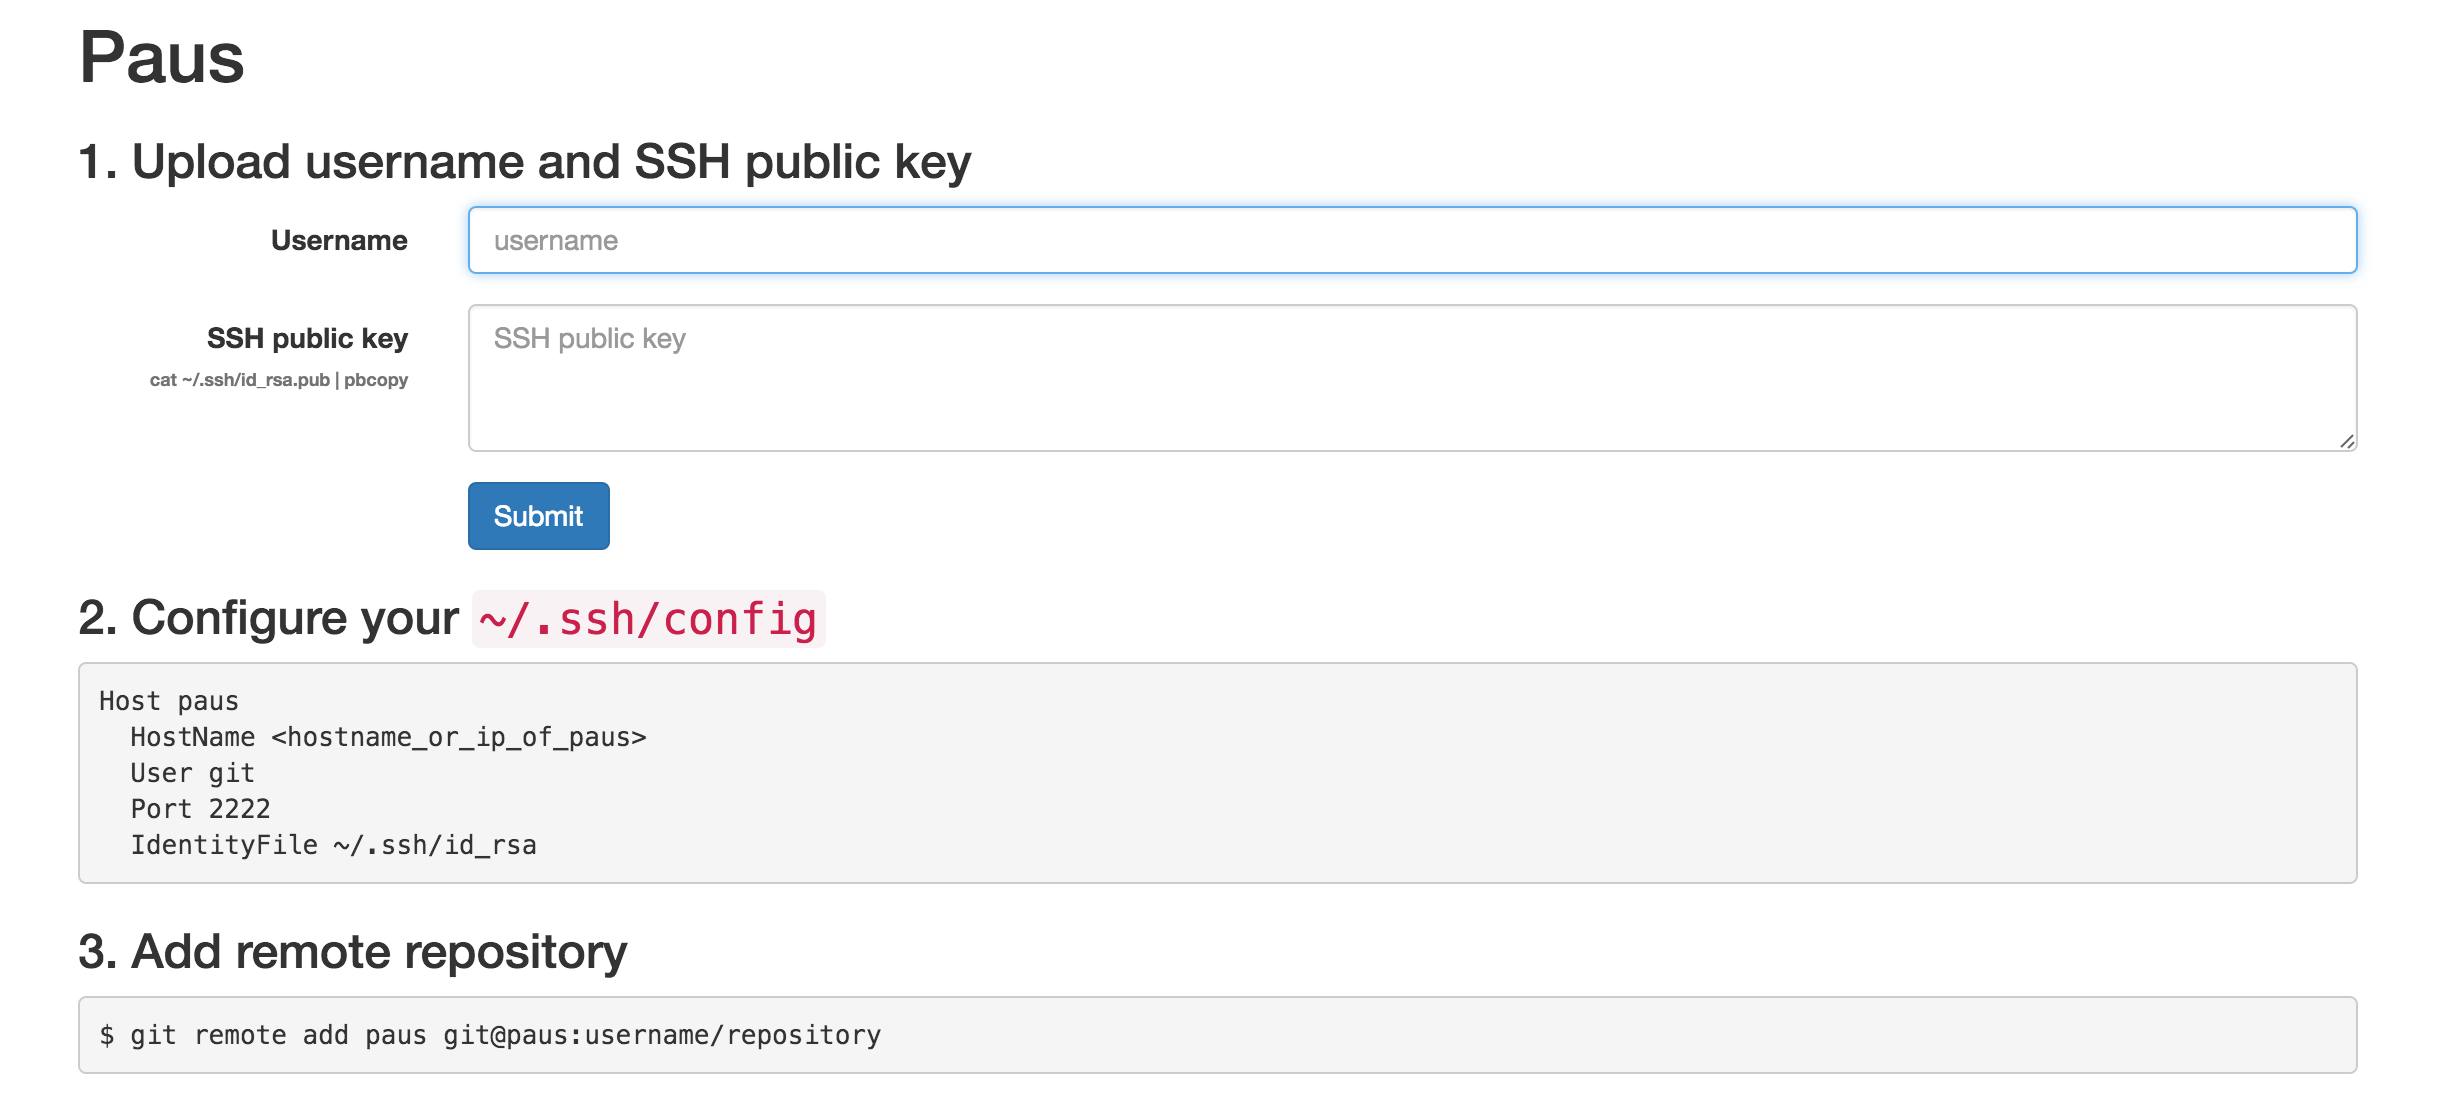 Paus
1. Upload username and SSH public key
Username
username
SSH public key
cat ~/.ssh/id_rsa.pub | pbcopy
SSH public key
Submit
2. Configure your ~/.ssh/config
Host paus
  HostName <hostname_or_ip_of_paus>
  User git
  Port 2222
  IdentityFile ~/.ssh/id_rsa
3. Add remote repository
$ git remote add paus git@paus:username/repository